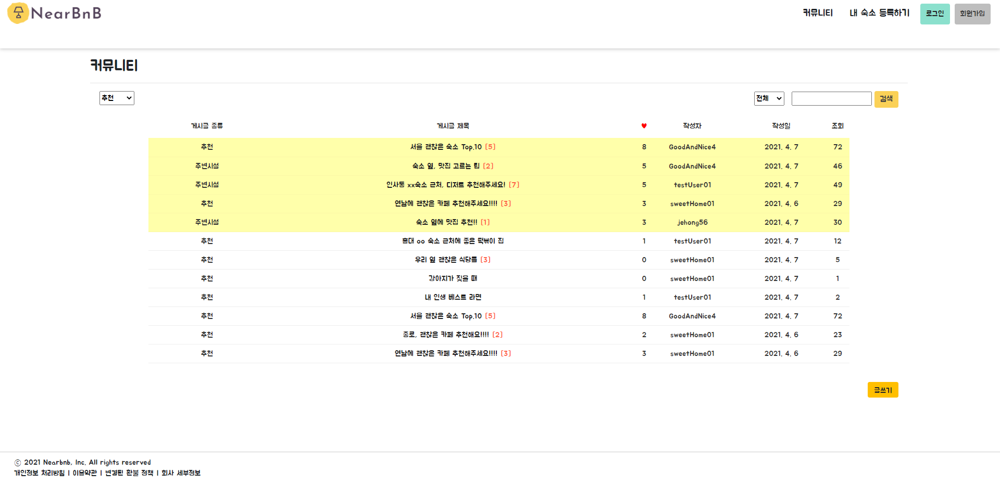 NearBnB 커뮤니티 내 숙소 등록하기 로그인 회원가입
커뮤니티
추천 전체 검색
게시글 종류 게시글 제목 ♥ 작성자 작성일 조회
추천 서울 괜찮은 숙소 Top.10 [5] 8 GoodAndNice4 2021. 4. 7 72
주변시설 숙소 옆, 맛집 고르는 팁 [2] 5 GoodAndNice4 2021. 4. 7 46
주변시설 인사동 xx숙소 근처, 디저트 추천해주세요! [7] 5 testUser01 2021. 4. 7 49
추천 연남에 괜찮은 카페 추천해주세요!!!! [3] 3 sweetHome01 2021. 4. 6 29
주변시설 숙소 옆에 맛집 추천!! [1] 3 jehong56 2021. 4. 7 30
추천 홍대 oo 숙소 근처에 좋은 떡볶이 집 1 testUser01 2021. 4. 7 12
추천 우리 옆 괜찮은 식당들 [3] 0 sweetHome01 2021. 4. 7 5
추천 강아지가 짖을 때 0 sweetHome01 2021. 4. 7 1
추천 내 인생 베스트 라면 1 testUser01 2021. 4. 7 2
추천 서울 괜찮은 숙소 Top.10 [5] 8 GoodAndNice4 2021. 4. 7 72
추천 종로, 괜찮은 카페 추천해요!!!! [2] 2 sweetHome01 2021. 4. 6 23
추천 연남에 괜찮은 카페 추천해주세요!!!! [3] 3 sweetHome01 2021. 4. 6 29
글쓰기
ⓒ 2021 Nearbnb, Inc. All rights reserved
개인정보 처리방침 | 이용약관 | 변경된 환불 정책 | 회사 세부정보